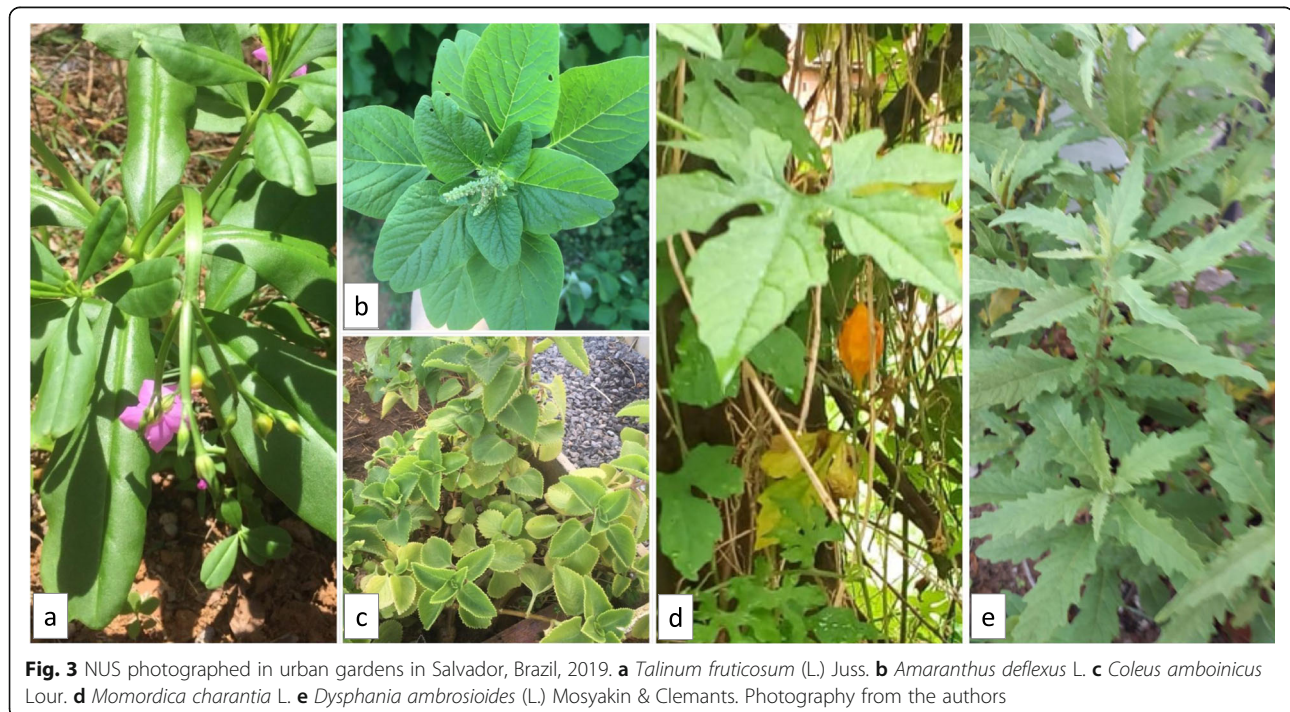 a
b
c
d
e
Fig. 3 NUS photographed in urban gardens in Salvador, Brazil, 2019. a Talinum fruticosum (L.) Juss. b Amaranthus deflexus L. c Coleus amboinicus
Lour. d Momordica charantia L. e Dysphania ambrosioides (L.) Mosyakin & Clemants. Photography from the authors